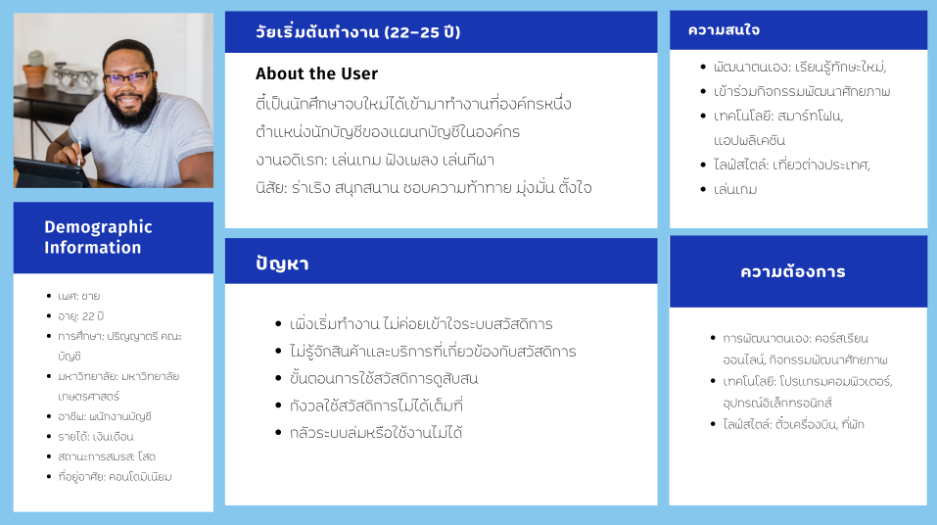 วัยเริ่มต้นทำงาน (22–25 ปี)
About the User
ตี๋เป็นนักศึกษาจบใหม่ได้เข้ามาทำงานที่องค์กรหนึ่ง
ตำแหน่งนักบัญชีของแผนกบัญชีในองค์กร
งานอดิเรก: เล่นเกม ฟังเพลง เล่นกีฬา
นิสัย: ร่าเริง สนุกสนาน ชอบความท้าทาย มุ่งมั่น ตั้งใจ
ความสนใจ
พัฒนาตนเอง: เรียนรู้ทักษะใหม่,
เข้าร่วมกิจกรรมพัฒนาศักยภาพ
เทคโนโลยี: สมาร์ทโฟน,
แอปพลิเคชัน
ไลฟ์สไตล์: เที่ยวต่างประเทศ,
เล่นเกม
Demographic
Information
เพศ: ชาย
อายุ: 22 ปี
การศึกษา: ปริญญาตรี คณะ
บัญชี
มหาวิทยาลัย: มหาวิทยาลัย
เกษตรศาสตร์
อาชีพ: พนักงานบัญชี
รายได้: เงินเดือน
สถานะการสมรส: โสด
ที่อยู่อาศัย: คอนโดมิเนียม
ปัญหา
เพิ่งเริ่มทำงาน ไม่ค่อยเข้าใจระบบสวัสดิการ
ไม่รู้จักสินค้าและบริการที่เกี่ยวข้องกับสวัสดิการ
ขั้นตอนการใช้สวัสดิการดูสับสน
กังวลใช้สวัสดิการไม่ได้เต็มที่
กลัวระบบล่มหรือใช้งานไม่ได้
ความต้องการ
การพัฒนาตนเอง: คอร์สเรียน
ออนไลน์, กิจกรรมพัฒนาศักยภาพ
เทคโนโลยี: โปรแกรมคอมพิวเตอร์,
อุปกรณ์อิเล็กทรอนิกส์
ไลฟ์สไตล์: ตั๋วเครื่องบิน, ที่พัก